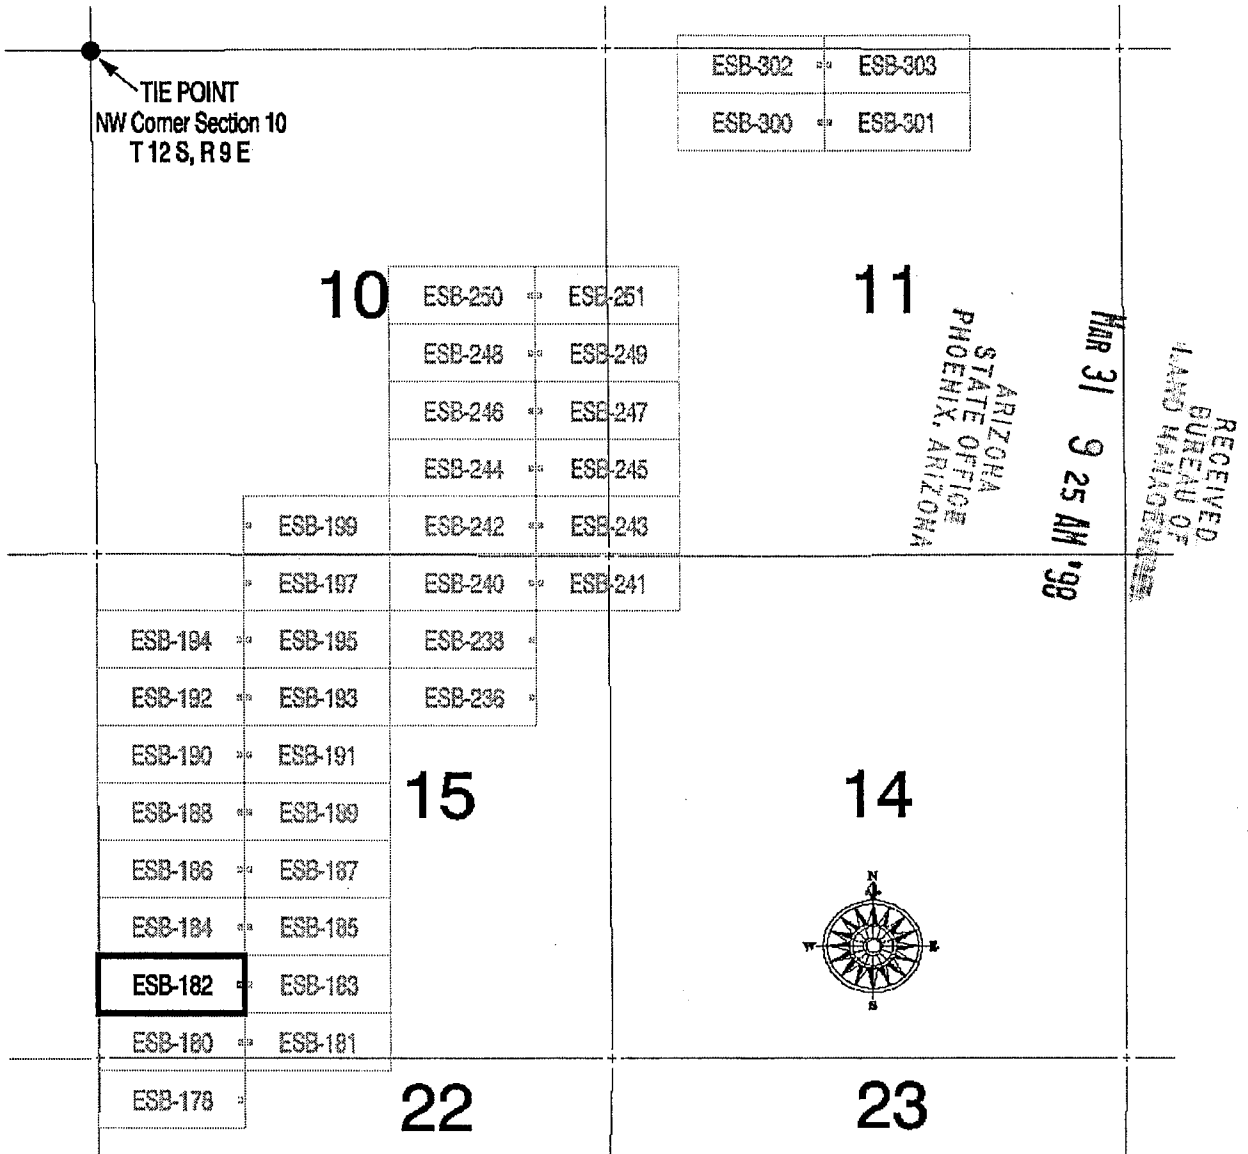 TIE POINT
NW Corner Section 10
T 12 S, R 9 E
ESB-302 ESB-303
ESB-300 ESB-301
10
11
ESB-250 ESB-251
ESB-248 ESB-249
ESB-246 ESB-247
ESB-244 ESB-245
ESB-199 ESB-242 ESB-243
ESB-197 ESB-240 ESB-241
ESB-194 ESB-195 ESB-238
ESB-192 ESB-193 ESB-236
ESB-190 ESB-191
ESB-188 ESB-189
ESB-186 ESB-187
ESB-184 ESB-185
ESB-182 ESB-183
ESB-180 ESB-181
ESB-178
15
14
22
23
N
W E
S
RECEIVED
BUREAU OF
LAND MANAGEMENT
MAR 31 9 25 AM '98
ARIZONA
STATE OFFICE
PHOENIX, ARIZONA